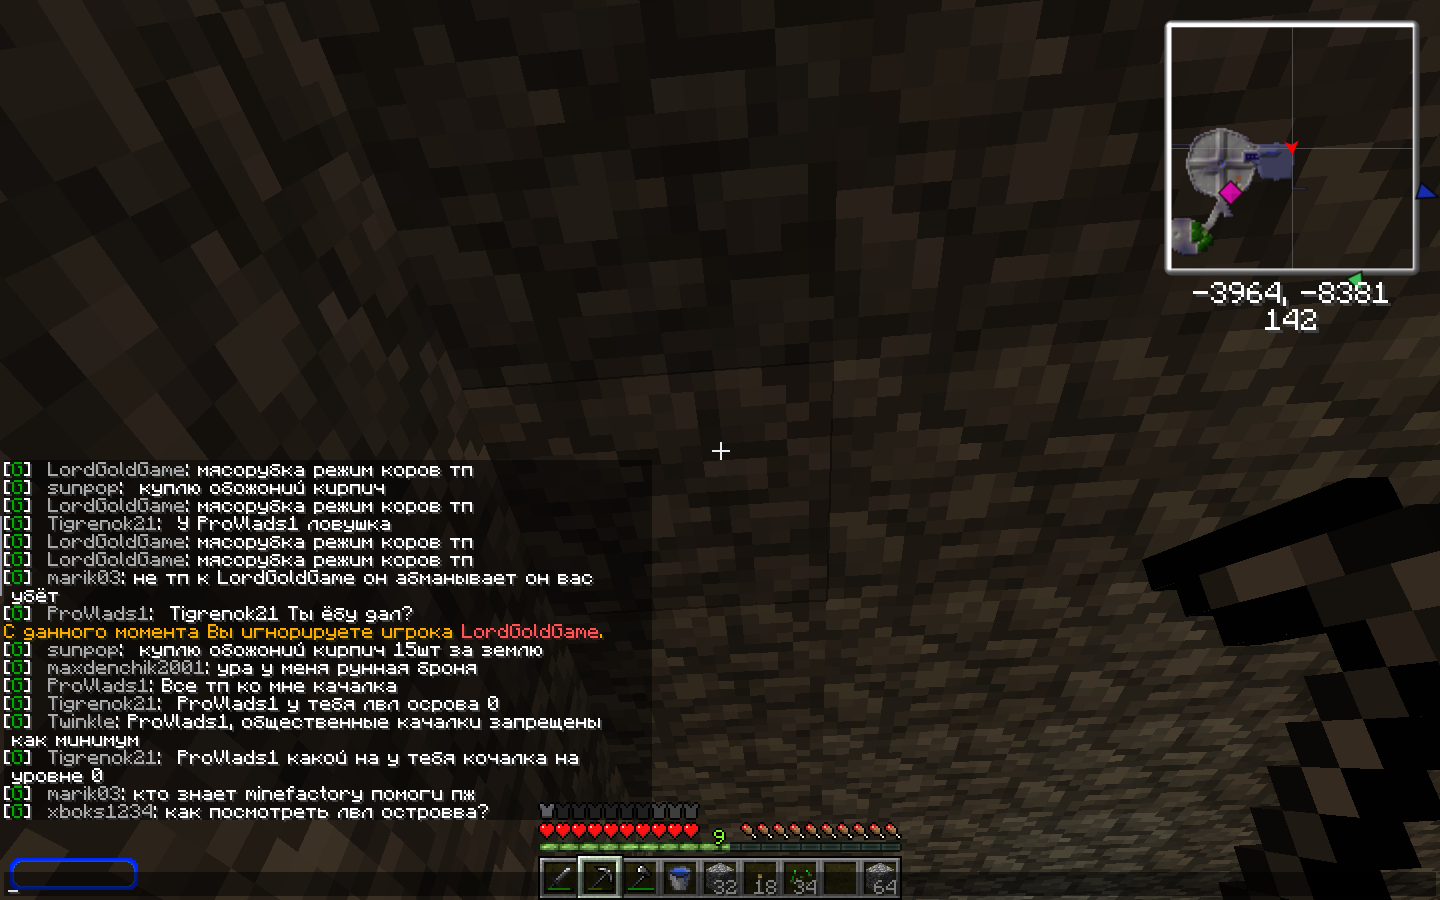 -3964, -8381
142
[G] LordGoldGame: мясорубка режим коров тп
[G] sunpop: куплю обожоний кирпич
[G] LordGoldGame: мясорубка режим коров тп
[G] Tigrenok21: У ProVlads1 ловушка
[G] LordGoldGame: мясорубка режим коров тп
[G] LordGoldGame: мясорубка режим коров тп
[G] marik03: не тп к LordGoldGame он абманывает он вас
убёт
[G] ProVlads1: Tigrenok21 Ты ёбу дал?
С данного момента Вы игнорируете игрока LordGoldGame.
[G] sunpop: куплю обожоний кирпич 15шт за землю
[G] maxdenchik2001: ура у меня рунная броня
[G] ProVlads1: Все тп ко мне качалка
[G] Tigrenok21: ProVlads1 у тебя лвл осрова 0
[G] Twinkle: ProVlads1, общественные качалки запрещены
как минимум
[G] Tigrenok21: ProVlads1 какой на у тебя кочалка на
уровне 0
[G] marik03: кто знает minefactory помоги пж
[G] xboks1234: как посмотреть лвл островва?
9
32 18 34 64